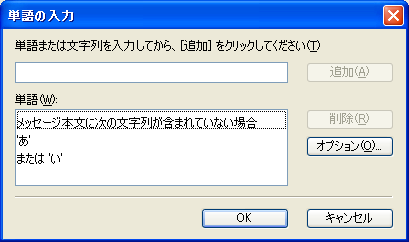 単語の入力
単語または文字列を入力してから、[追加] をクリックしてください(T)
追加(A)
単語(W):
メッセージ本文に次の文字列が含まれていない場合
'あ'
または 'い'
削除(R)
オプション(O)...
OK
キャンセル